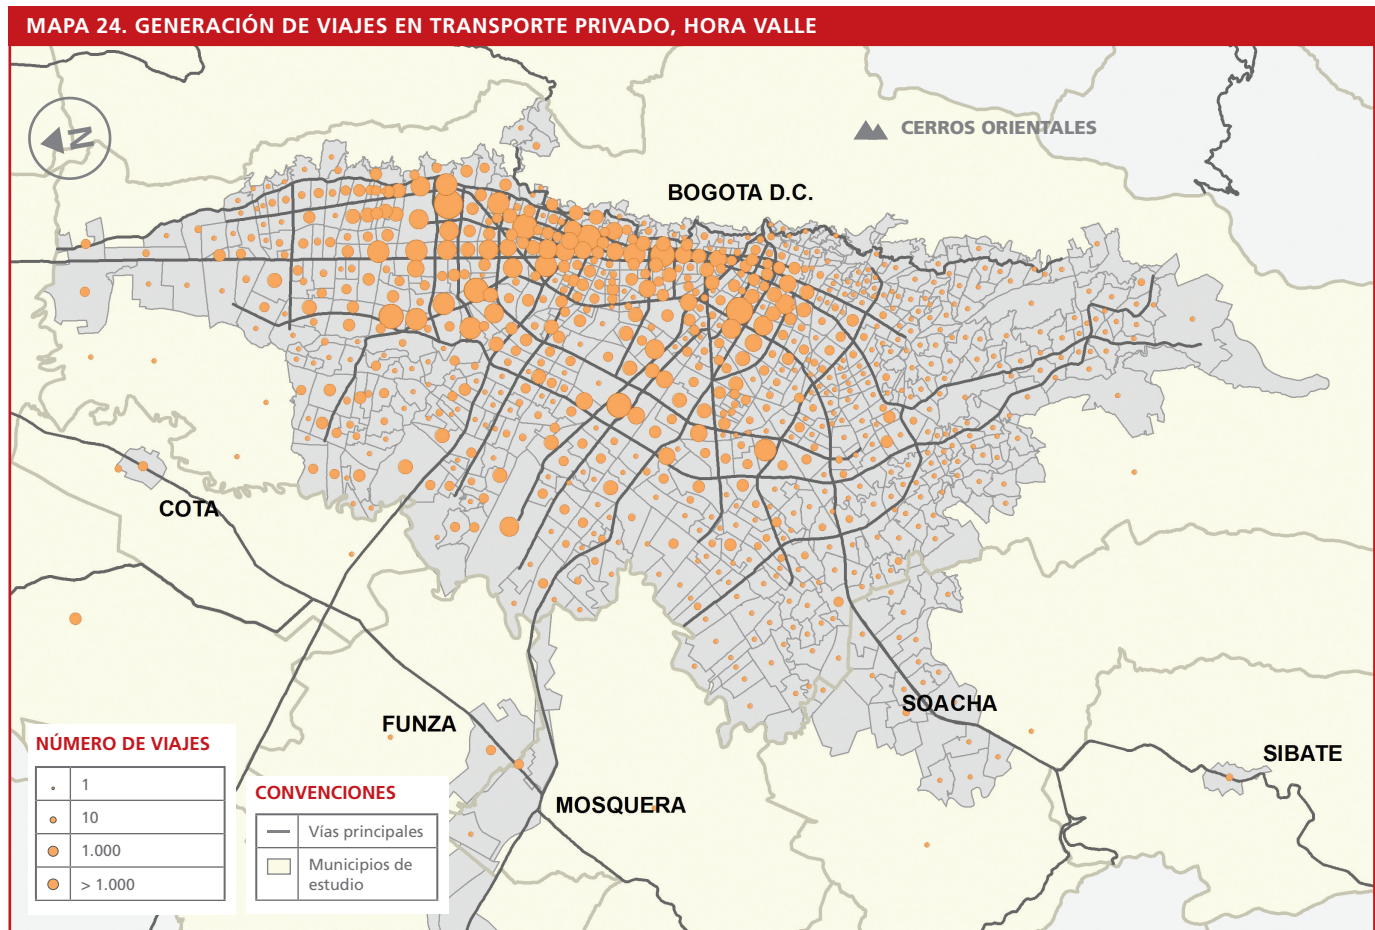 MAPA 24. GENERACIÓN DE VIAJES EN TRANSPORTE PRIVADO, HORA VALLE
N
CERROS ORIENTALES
BOGOTA D.C.
COTA
FUNZA
SOACHA
SIBATE
MOSQUERA
NÚMERO DE VIAJES
1
10
1.000
> 1.000
CONVENCIONES
Vías principales
Municipios de
estudio